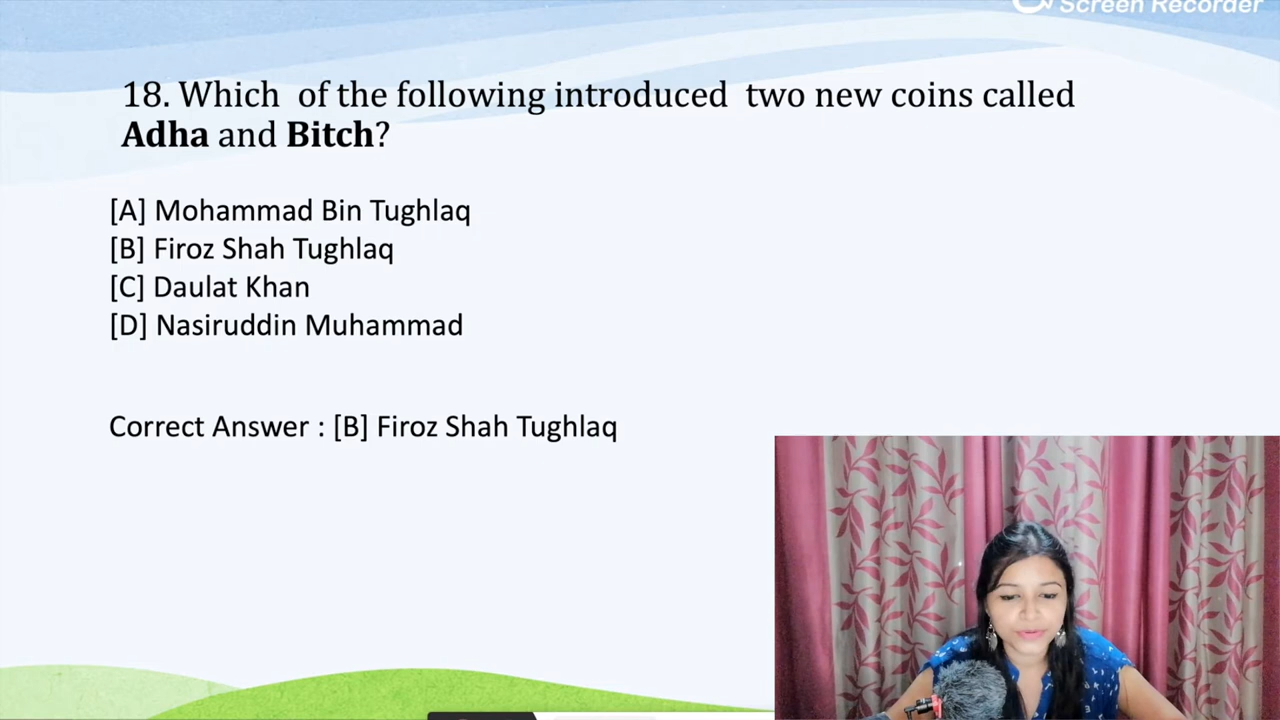 Screen Recorder
18. Which of the following introduced two new coins called
Adha and Bitch?
[A] Mohammad Bin Tughlaq
[B] Firoz Shah Tughlaq
[C] Daulat Khan
[D] Nasiruddin Muhammad
Correct Answer : [B] Firoz Shah Tughlaq